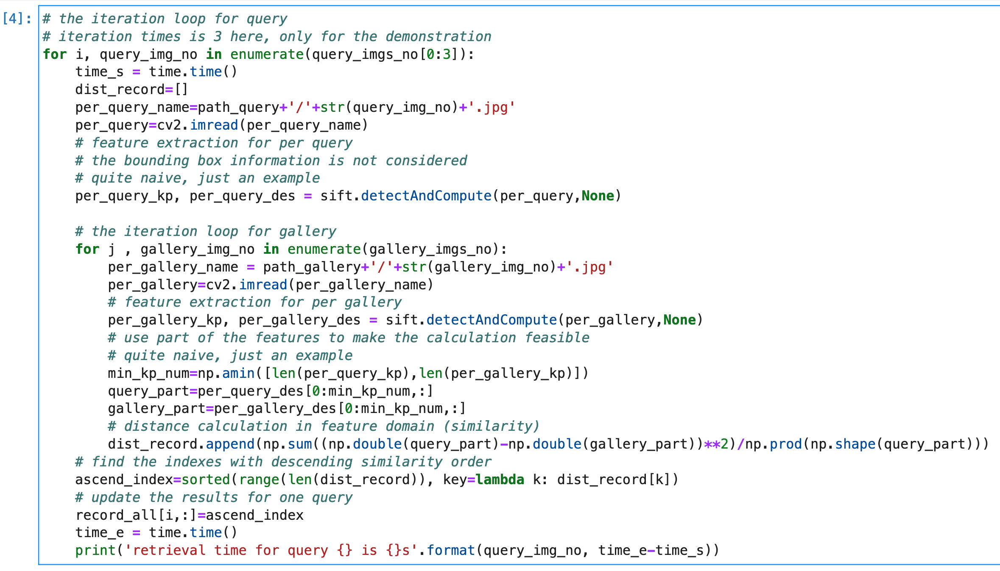 [4]: # the iteration loop for query
# iteration times is 3 here, only for the demonstration
for i, query_img_no in enumerate(query_imgs_no[0:3]):
    time_s = time.time()
    dist_record=[]
    per_query_name=path_query+'/'+str(query_img_no)+'.jpg'
    per_query=cv2.imread(per_query_name)
    # feature extraction for per query
    # the bounding box information is not considered
    # quite naive, just an example
    per_query_kp, per_query_des = sift.detectAndCompute(per_query,None)

    # the iteration loop for gallery
    for j , gallery_img_no in enumerate(gallery_imgs_no):
        per_gallery_name = path_gallery+'/'+str(gallery_img_no)+'.jpg'
        per_gallery=cv2.imread(per_gallery_name)
        # feature extraction for per gallery
        per_gallery_kp, per_gallery_des = sift.detectAndCompute(per_gallery,None)
        # use part of the features to make the calculation feasible
        # quite naive, just an example
        min_kp_num=np.amin([len(per_query_kp),len(per_gallery_kp)])
        query_part=per_query_des[0:min_kp_num,:]
        gallery_part=per_gallery_des[0:min_kp_num,:]
        # distance calculation in feature domain (similarity)
        dist_record.append(np.sum((np.double(query_part)-np.double(gallery_part))**2)/np.prod(np.shape(query_part)))
    # find the indexes with descending similarity order
    ascend_index=sorted(range(len(dist_record)), key=lambda k: dist_record[k])
    # update the results for one query
    record_all[i,:]=ascend_index
    time_e = time.time()
    print('retrieval time for query {} is {}s'.format(query_img_no, time_e-time_s))